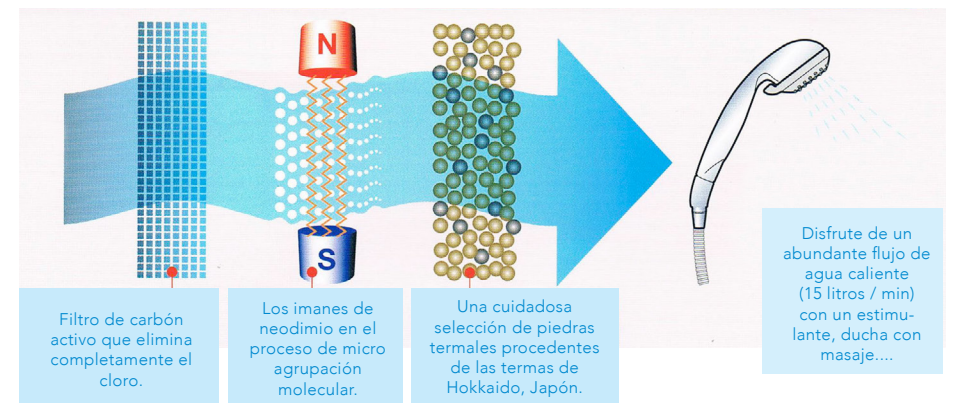 N
S
Filtro de carbón
activo que elimina
completamente el
cloro.
Los imanes de
neodimio en el
proceso de micro
agrupación
molecular.
Una cuidadosa
selección de piedras
termales procedentes
de las termas de
Hokkaido, Japón.
Disfrute de un
abundante flujo de
agua caliente
(15 litros / min)
con un estimu-
lante, ducha con
masaje....